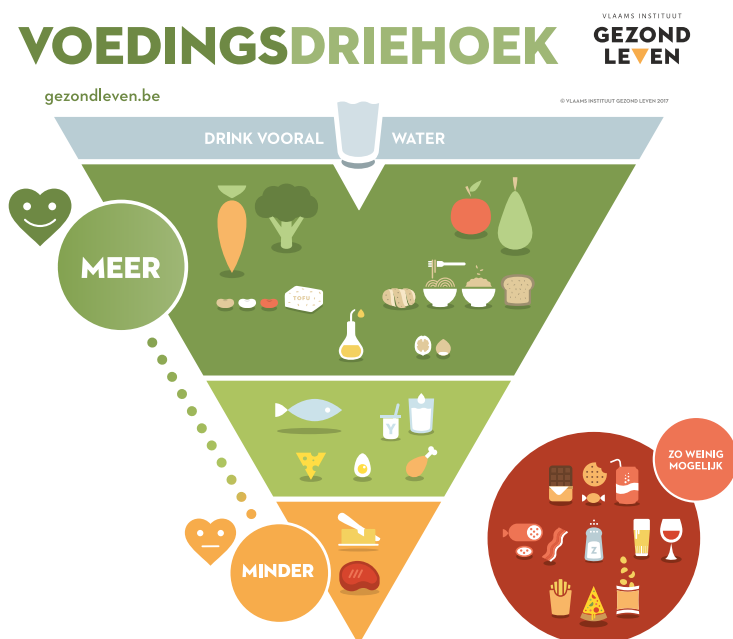 VLAAMS INSTITUUT
GEZOND
LEVEN
VOEDINGSDRIEHOEK
gezondleven.be
© VLAAMS INSTITUUT GEZOND LEVEN 2017
DRINK VOORAL WATER
MEER
TOFU
Y
ZO WEINIG
MOGELIJK
Z
MINDER